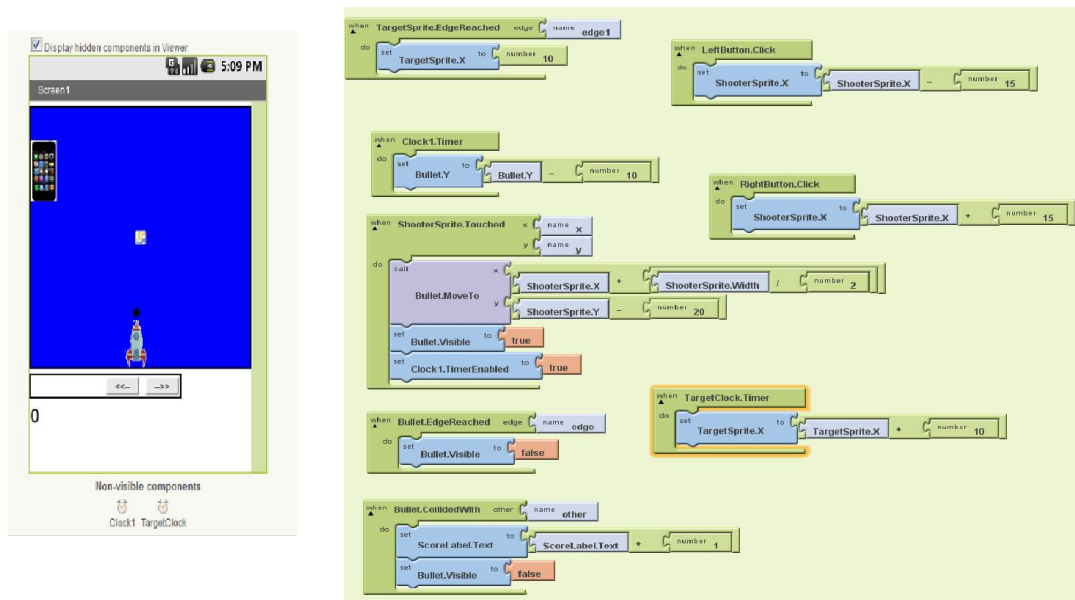 Display hidden components in Viewer
5:09 PM
Screen1
<<-- -->>
0
Non-visible components
Clock1 TargetClock
when TargetSprite.EdgeReached edge name edge1
do set TargetSprite.X to number 10
when LeftButton.Click
do set ShooterSprite.X to ShooterSprite.X - number 15
when Clock1.Timer
do set Bullet.Y to Bullet.Y - number 10
when RightButton.Click
do set ShooterSprite.X to ShooterSprite.X + number 15
when ShooterSprite.Touched x name x
y name y
do call Bullet.MoveTo x ShooterSprite.X + ShooterSprite.Width / number 2
y ShooterSprite.Y - number 20
set Bullet.Visible to true
set Clock1.TimerEnabled to true
when TargetClock.Timer
do set TargetSprite.X to TargetSprite.X + number 10
when Bullet.EdgeReached edge name edge
do set Bullet.Visible to false
when Bullet.CollidedWith other name other
do set ScoreLabel.Text to ScoreLabel.Text + number 1
set Bullet.Visible to false